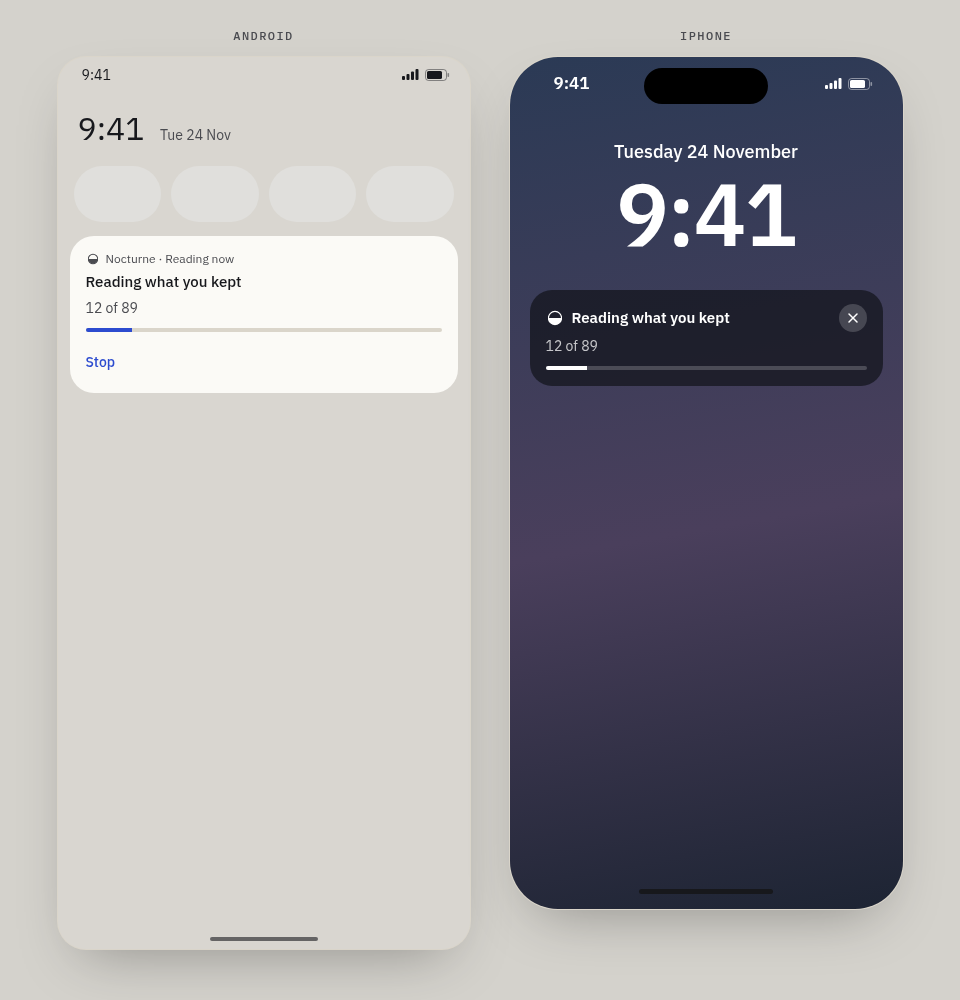 ANDROID
9:41
9:41 Tue 24 Nov
Nocturne · Reading now
Reading what you kept
12 of 89
Stop
IPHONE
9:41
Tuesday 24 November
9:41
Reading what you kept
12 of 89